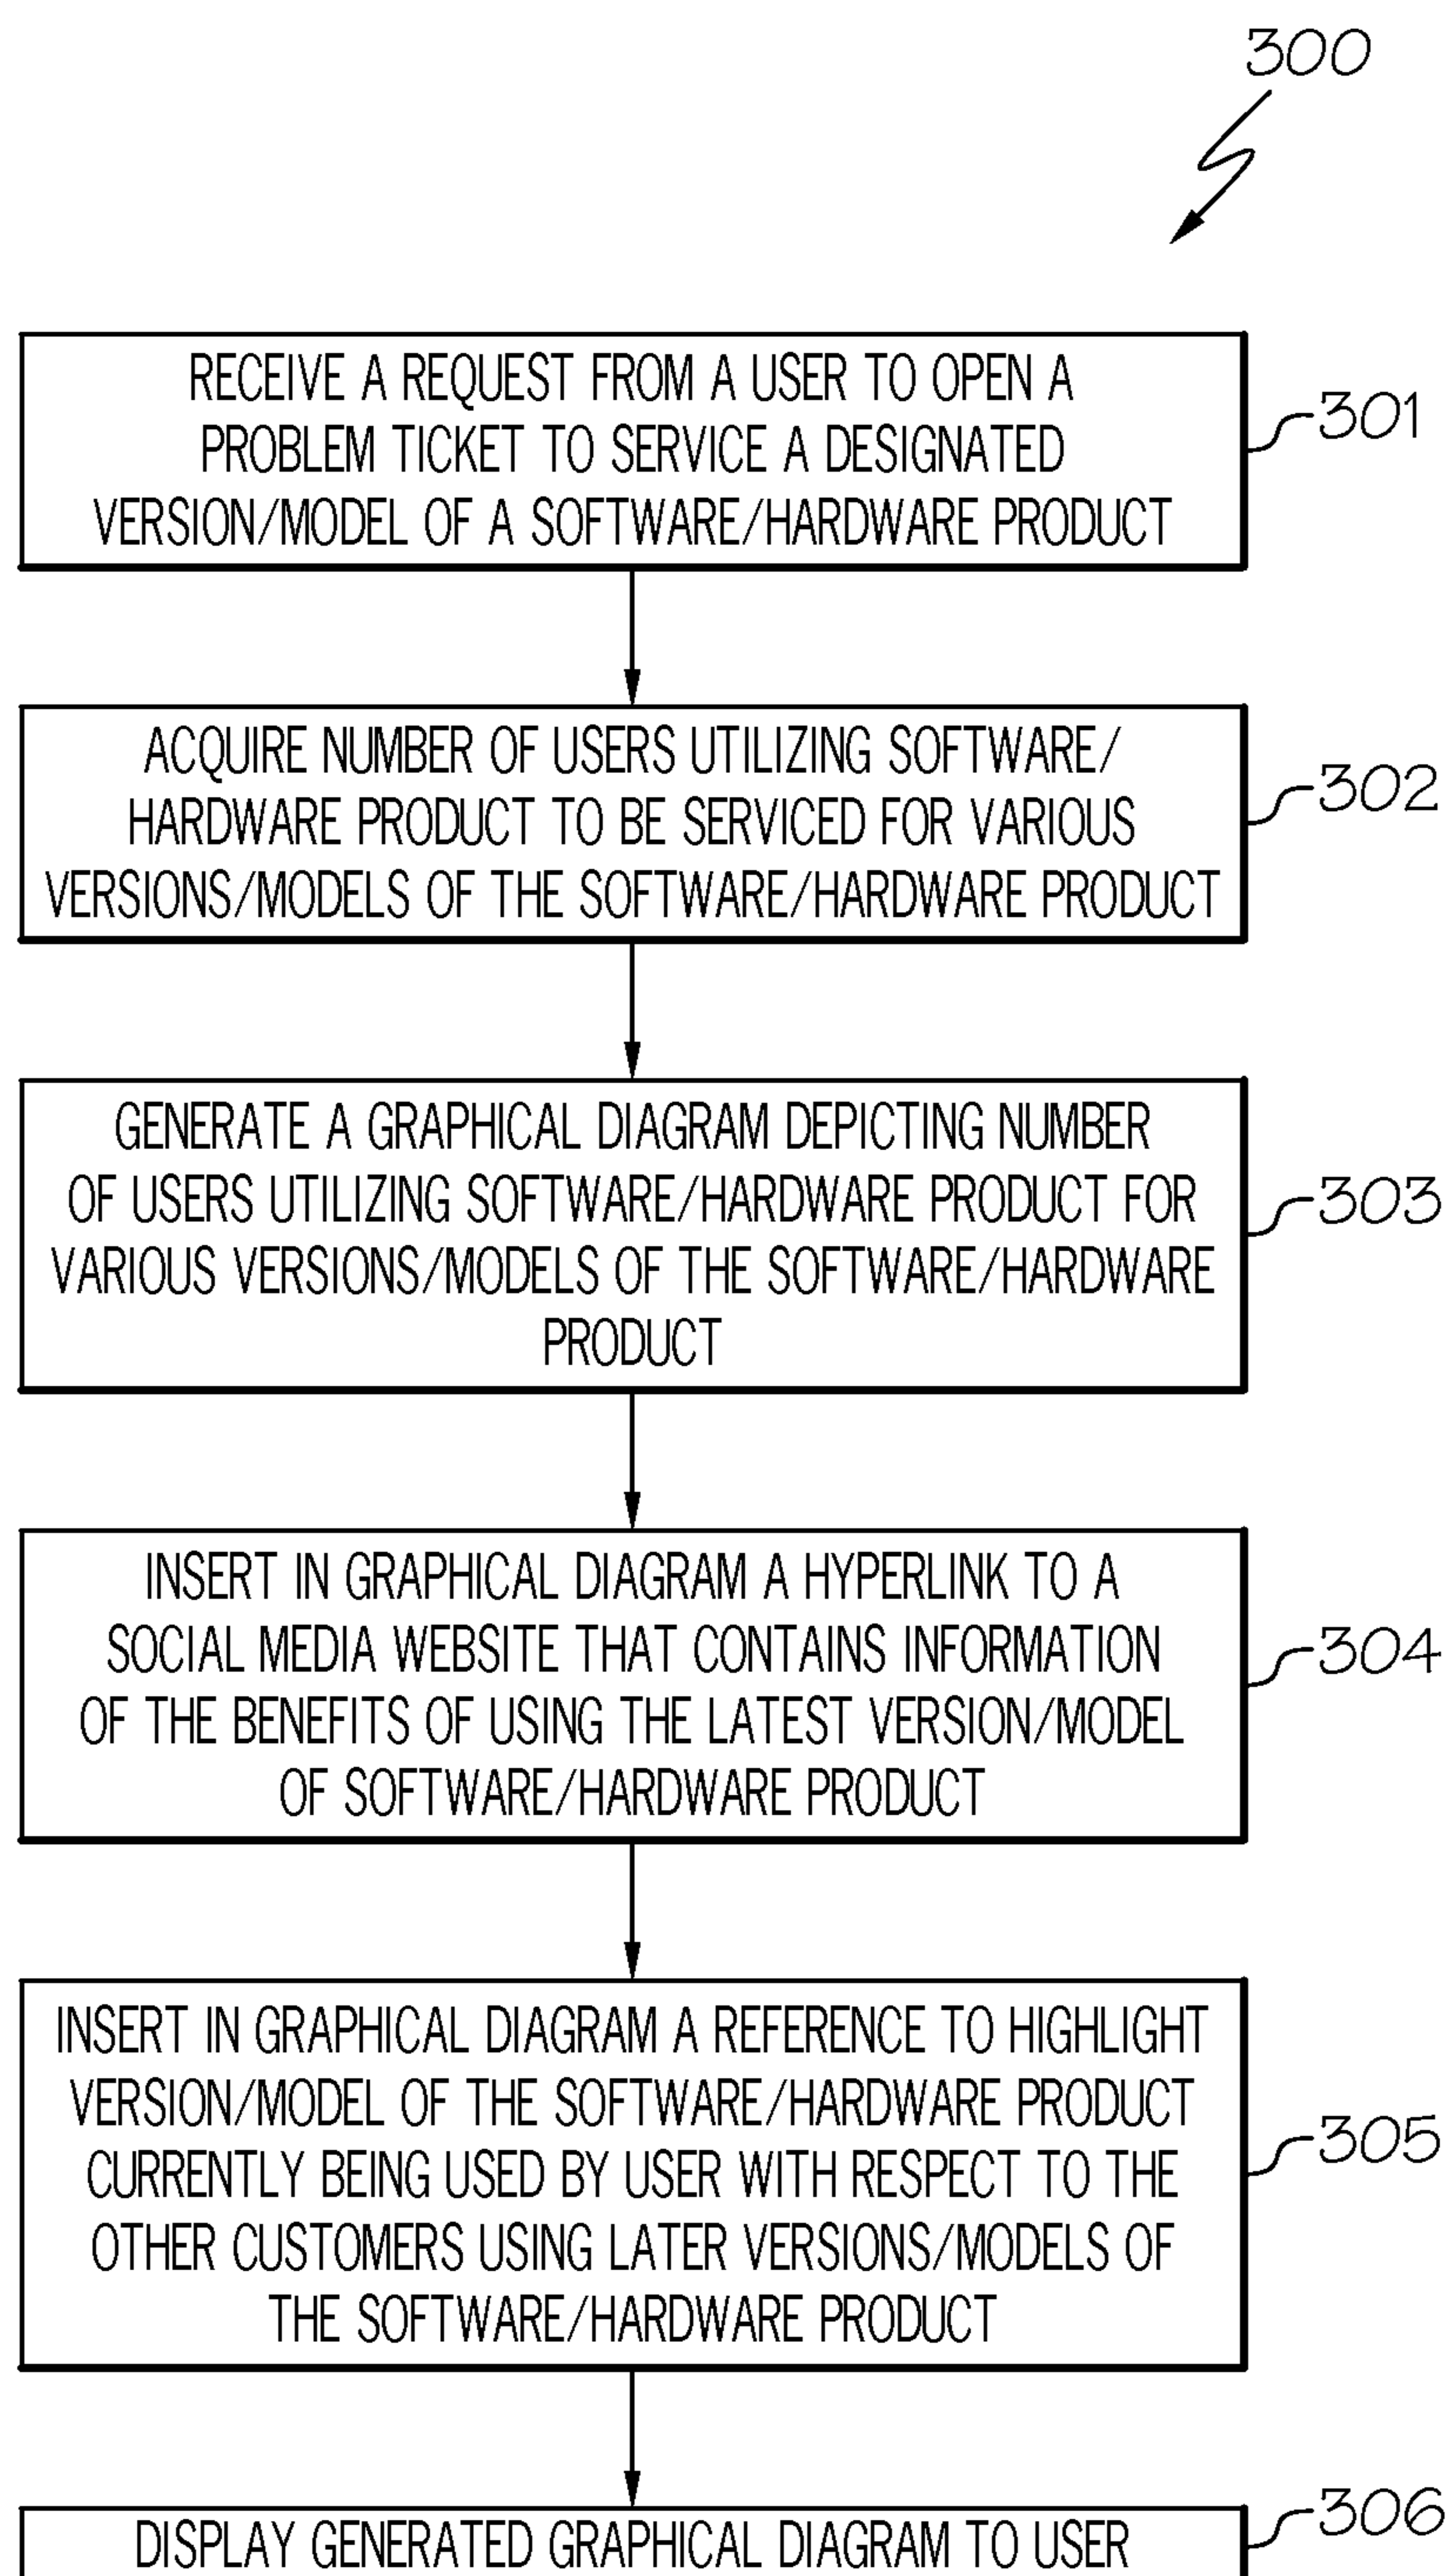 300
RECEIVE A REQUEST FROM A USER TO OPEN A
PROBLEM TICKET TO SERVICE A DESIGNATED
VERSION/MODEL OF A SOFTWARE/HARDWARE PRODUCT
301
ACQUIRE NUMBER OF USERS UTILIZING SOFTWARE/
HARDWARE PRODUCT TO BE SERVICED FOR VARIOUS
VERSIONS/MODELS OF THE SOFTWARE/HARDWARE PRODUCT
302
GENERATE A GRAPHICAL DIAGRAM DEPICTING NUMBER
OF USERS UTILIZING SOFTWARE/HARDWARE PRODUCT FOR
VARIOUS VERSIONS/MODELS OF THE SOFTWARE/HARDWARE
PRODUCT
303
INSERT IN GRAPHICAL DIAGRAM A HYPERLINK TO A
SOCIAL MEDIA WEBSITE THAT CONTAINS INFORMATION
OF THE BENEFITS OF USING THE LATEST VERSION/MODEL
OF SOFTWARE/HARDWARE PRODUCT
304
INSERT IN GRAPHICAL DIAGRAM A REFERENCE TO HIGHLIGHT
VERSION/MODEL OF THE SOFTWARE/HARDWARE PRODUCT
CURRENTLY BEING USED BY USER WITH RESPECT TO THE
OTHER CUSTOMERS USING LATER VERSIONS/MODELS OF
THE SOFTWARE/HARDWARE PRODUCT
305
DISPLAY GENERATED GRAPHICAL DIAGRAM TO USER
306